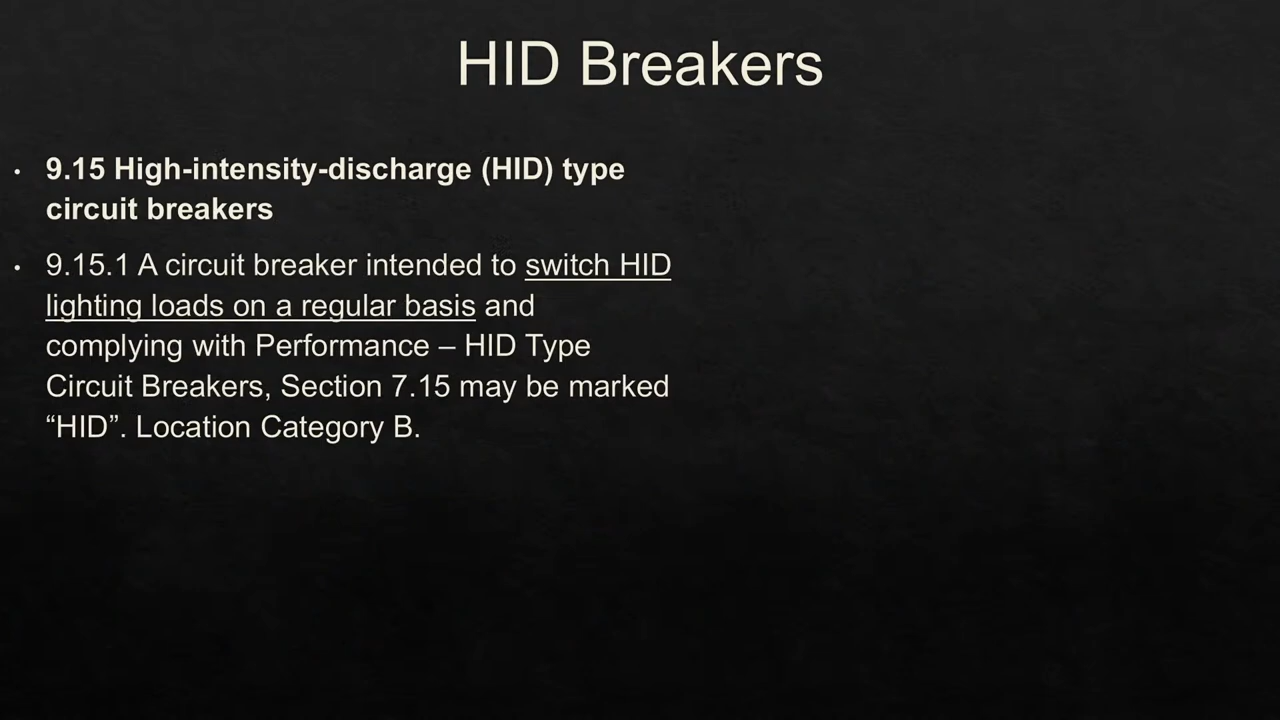 HID Breakers
• 9.15 High-intensity-discharge (HID) type
circuit breakers
• 9.15.1 A circuit breaker intended to switch HID
lighting loads on a regular basis and
complying with Performance – HID Type
Circuit Breakers, Section 7.15 may be marked
“HID”. Location Category B.